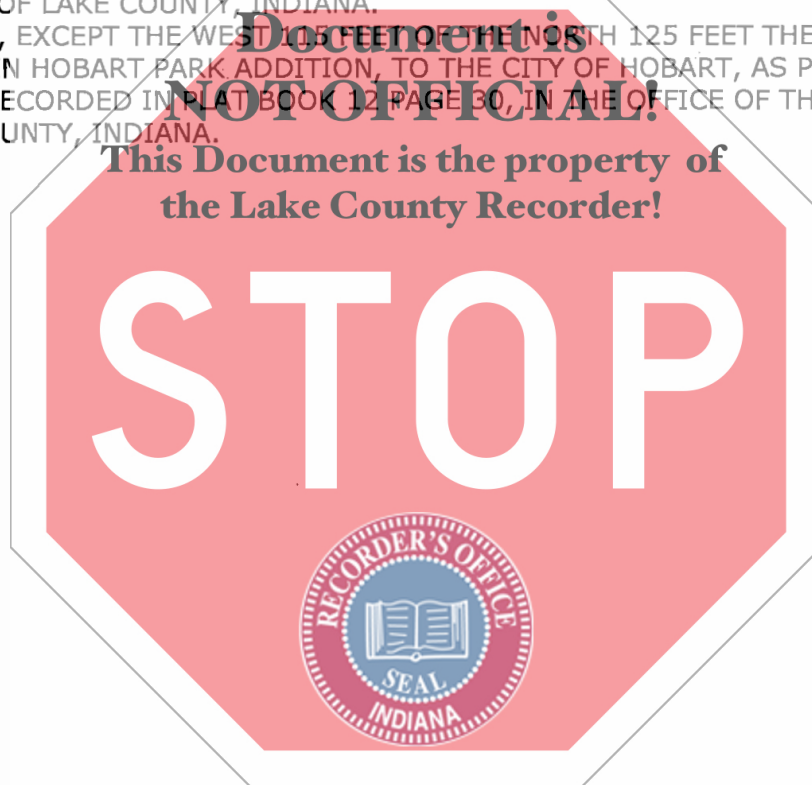 OF LAKE COUNTY, INDIANA.
Document is
, EXCEPT THE WEST 115 FEET OF THE NORTH 125 FEET THE
N HOBART PARK ADDITION, TO THE CITY OF HOBART, AS P
NOT OFFICIAL!
ECORDED IN PLAT BOOK 12 PAGE 30, IN THE OFFICE OF TH
UNTY, INDIANA.
This Document is the property of
the Lake County Recorder!
STOP
RECORDER'S OFFICE
SEAL
INDIANA